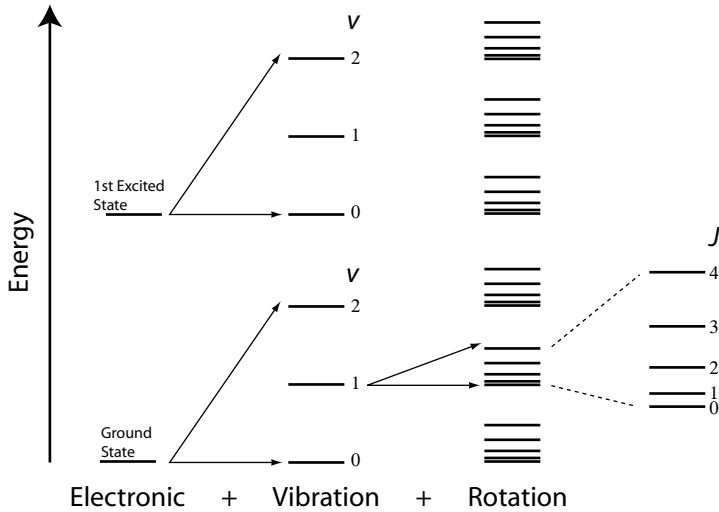 Energy
v
2
1
0
1st Excited
State
v
2
1
0
Ground
State
J
4
3
2
1
0
Electronic + Vibration + Rotation